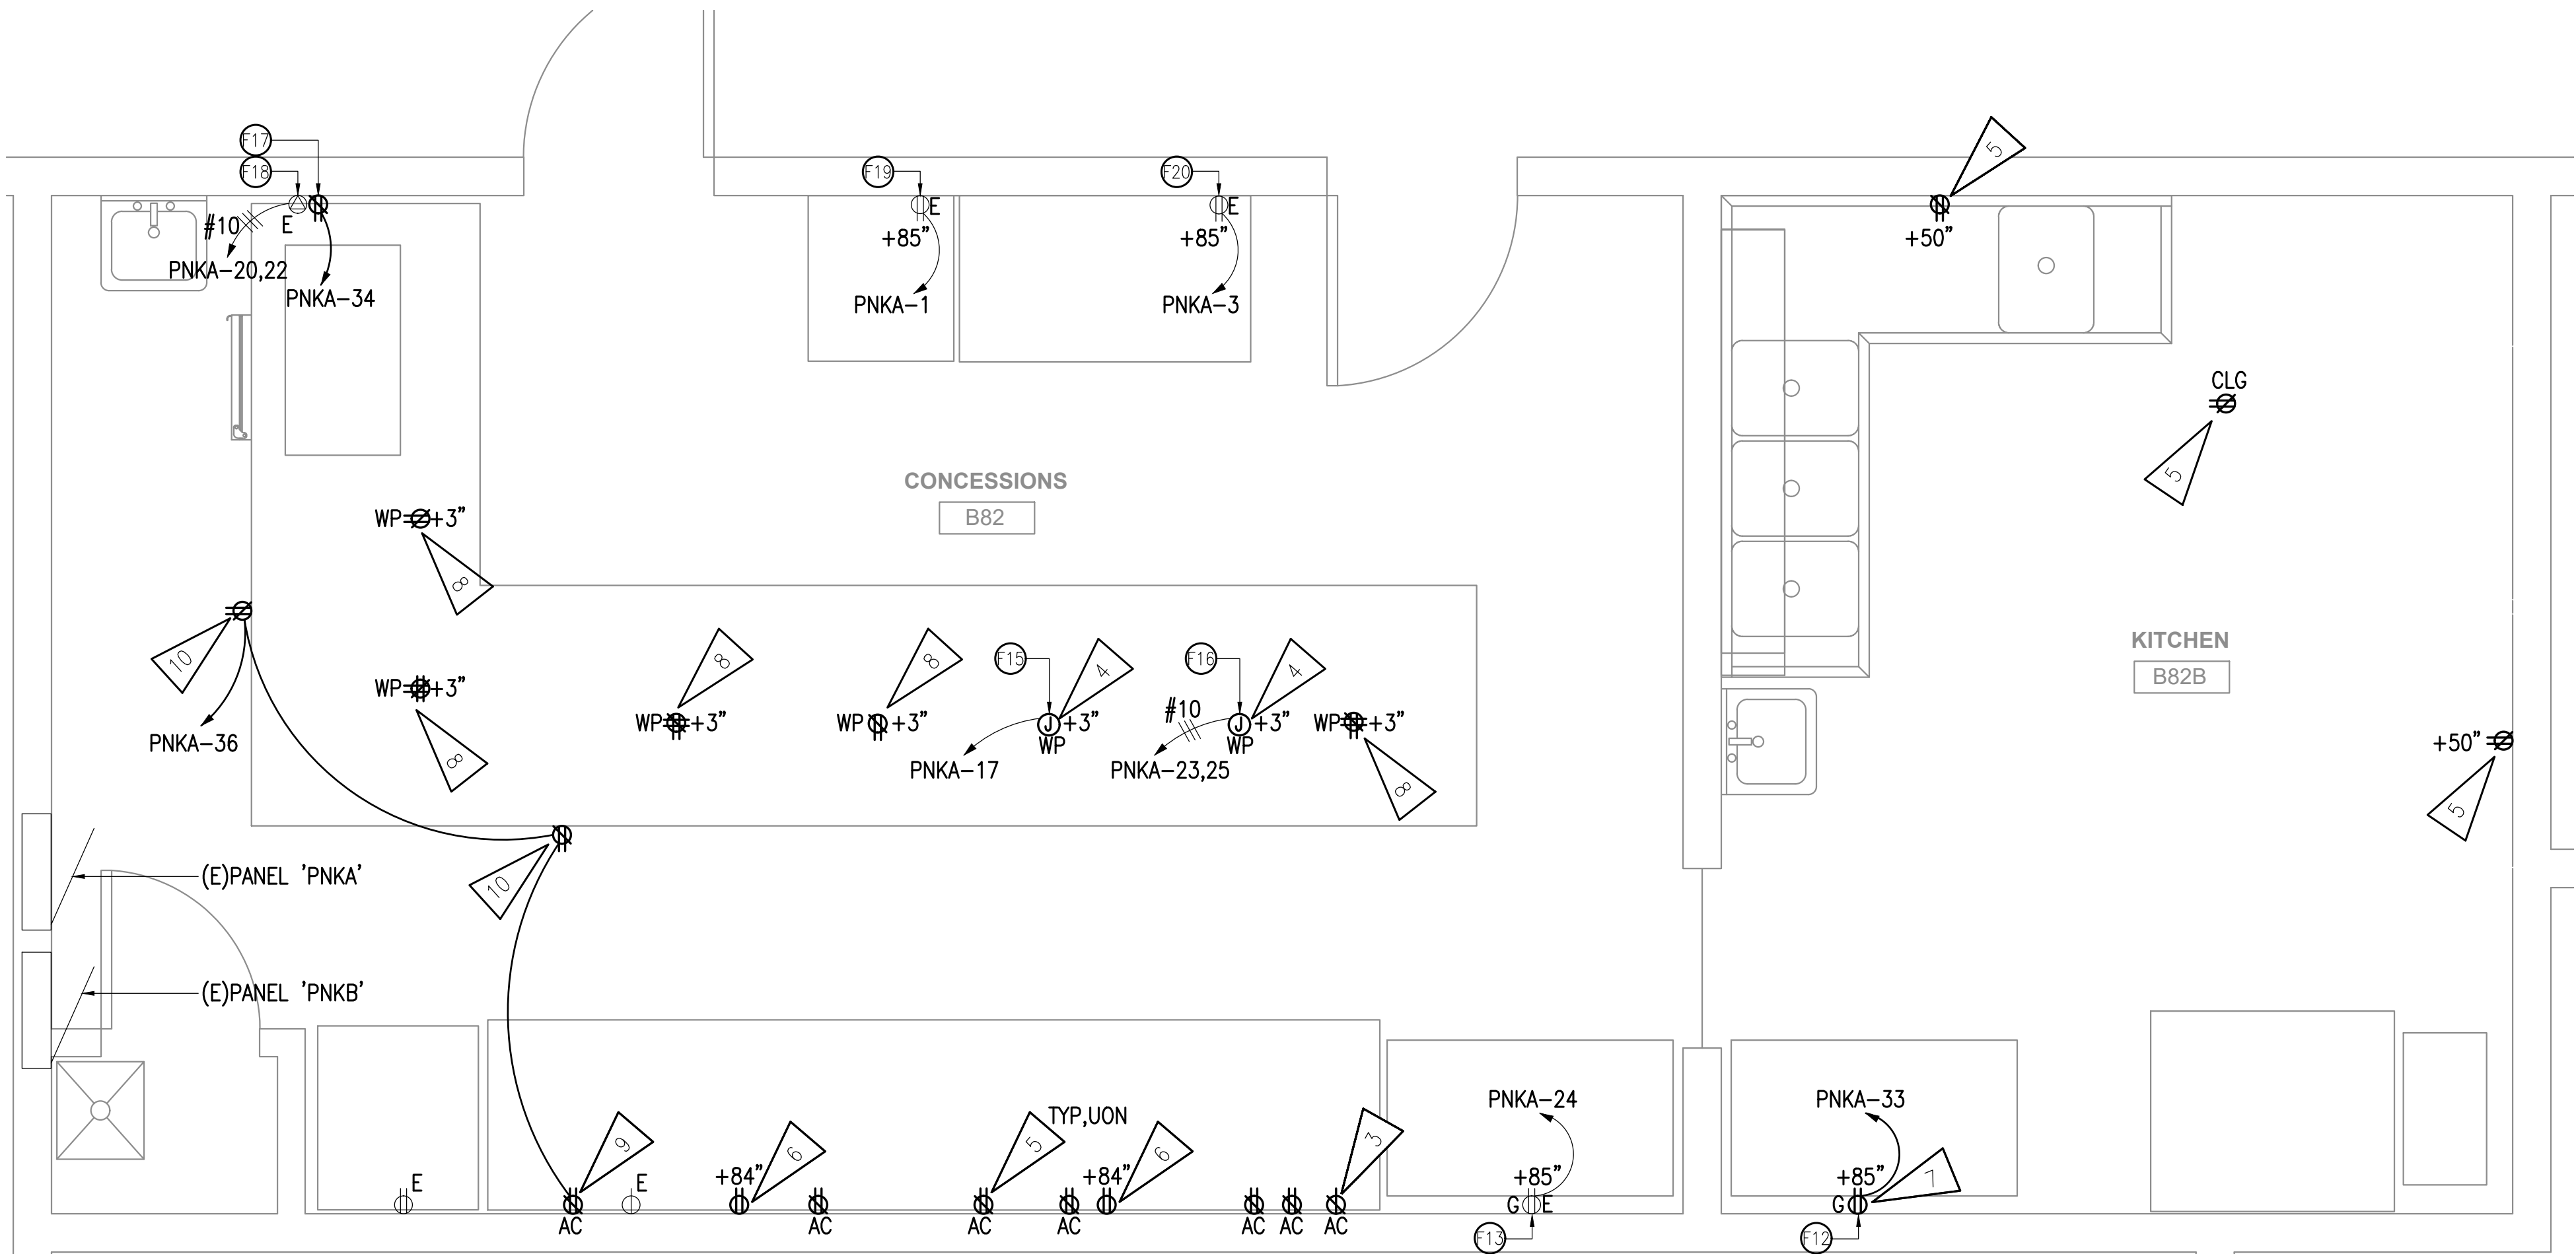 F17
5
F18
F19
F20
#10
E
E
E
+85”
+85”
+50”
PNKA-20,22
PNKA-34
PNKA-1
PNKA-3
CLG
5
CONCESSIONS
B82
WP +3”
8
KITCHEN
B82B
10
8
8
F15
4
F16
4
WP +3”
WP +3”
WP +3”
J +3”
WP
#10
J +3”
WP
WP +3”
PNKA-36
8
PNKA-17
PNKA-23,25
8
+50”
5
(E)PANEL 'PNKA'
10
(E)PANEL 'PNKB'
PNKA-24
PNKA-33
TYP,UON
9
6
5
6
3
E
E
+84”
+84”
+85”
+85”
7
G E
G
AC
AC
AC
AC
AC
AC
AC
F13
F12